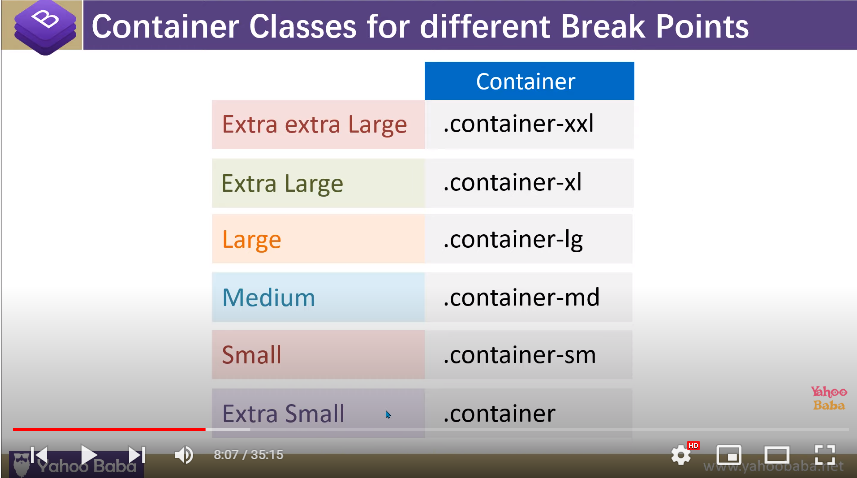 B
Container Classes for different Break Points
Container
Extra extra Large .container-xxl
Extra Large .container-xl
Large .container-lg
Medium .container-md
Small .container-sm
Extra Small .container
Yahoo
Baba
8:07 / 35:15
HD
Yahoo Baba
www.yahoobaba.net